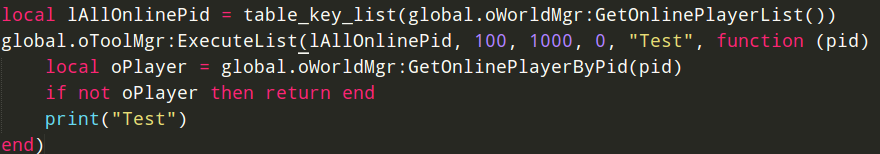 local lAllOnlinePid = table_key_list(global.oWorldMgr:GetOnlinePlayerList())
global.oToolMgr:ExecuteList(lAllOnlinePid, 100, 1000, 0, "Test", function (pid)
    local oPlayer = global.oWorldMgr:GetOnlinePlayerByPid(pid)
    if not oPlayer then return end
    print("Test")
end)